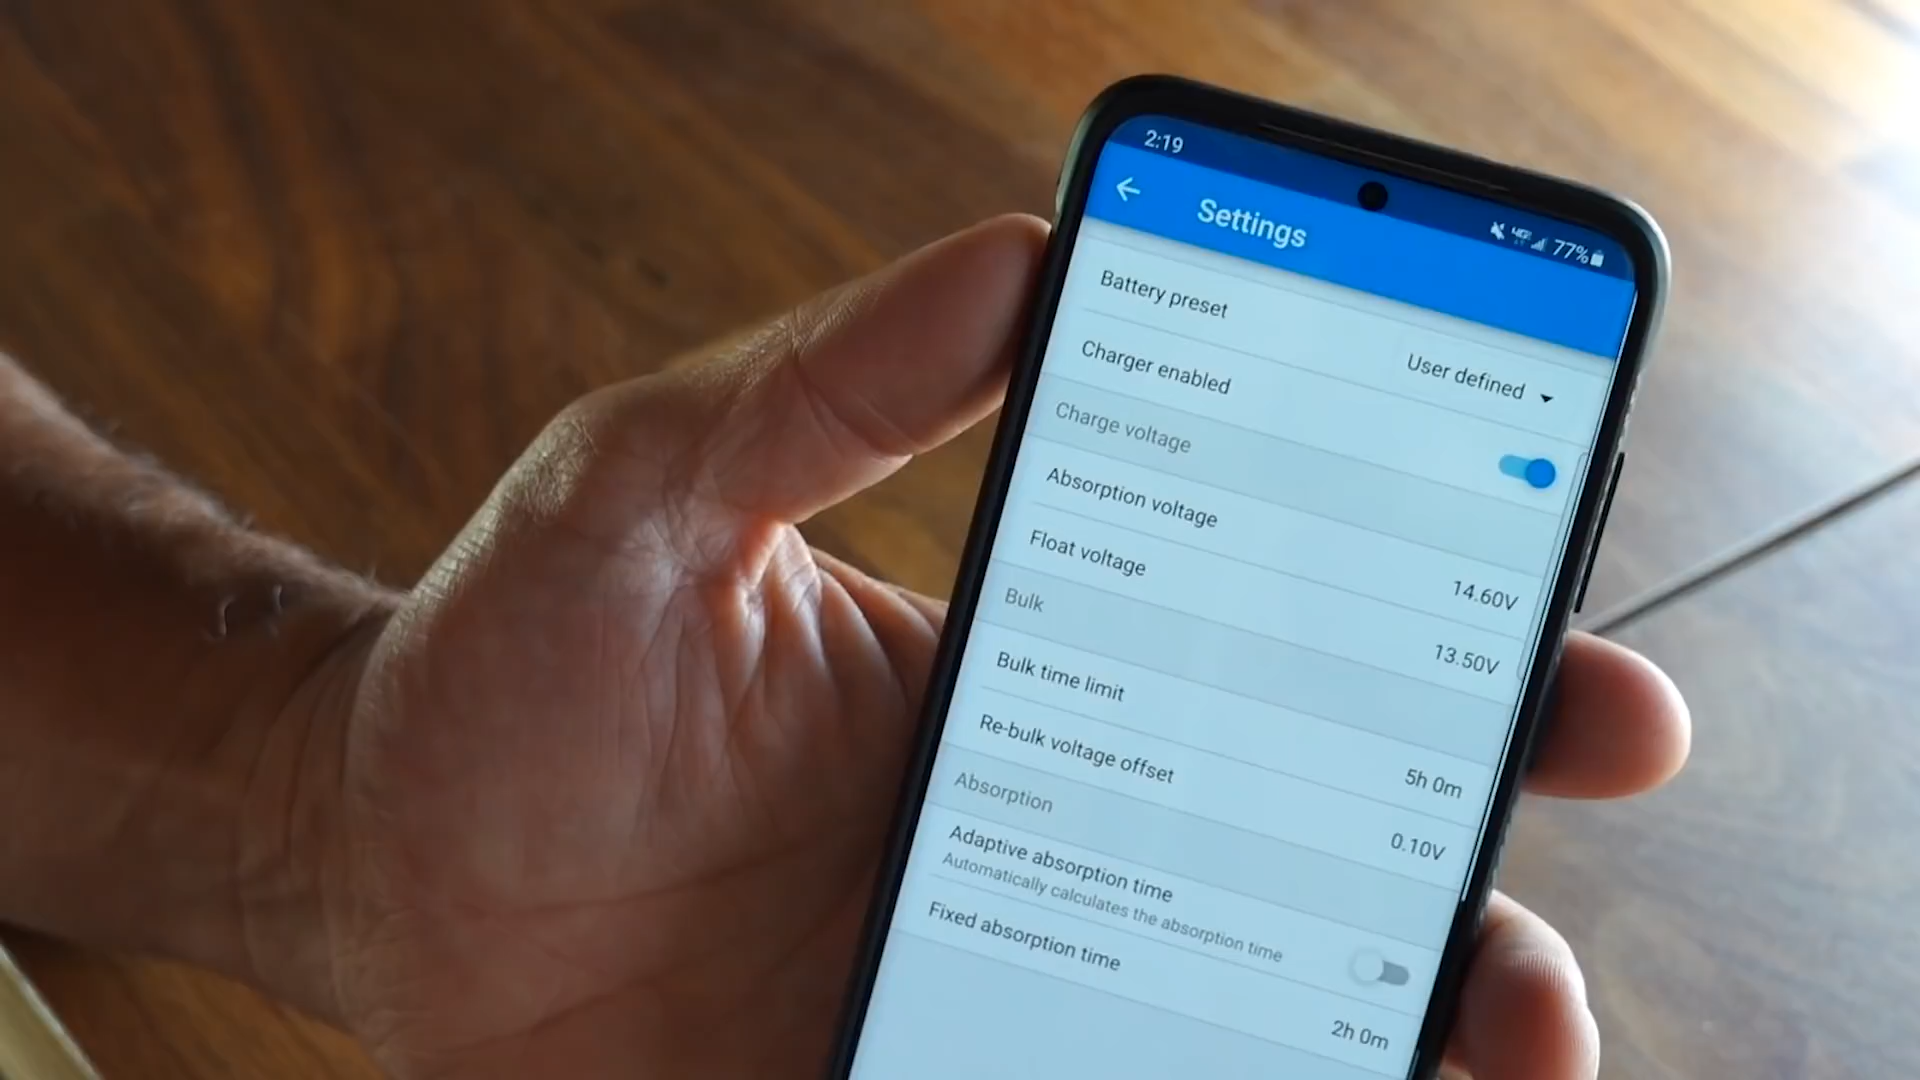 2:19
77%
Settings
Battery preset
User defined
Charger enabled
Charge voltage
Absorption voltage
14.60V
Float voltage
13.50V
Bulk
Bulk time limit
5h 0m
Re-bulk voltage offset
0.10V
Absorption
Adaptive absorption time
Automatically calculates the absorption time
Fixed absorption time
2h 0m